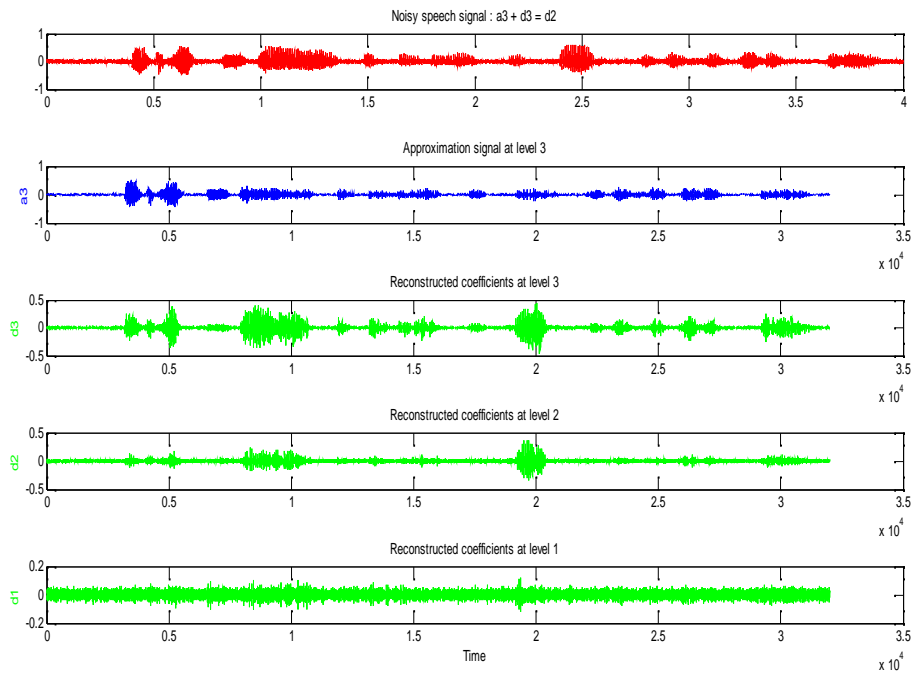 Noisy speech signal : a3 + d3 = d2
1
0
-1
0 0.5 1 1.5 2 2.5 3 3.5 4
Approximation signal at level 3
a3
1
0
-1
0 0.5 1 1.5 2 2.5 3 3.5
x 10^4
Reconstructed coefficients at level 3
d3
0.5
0
-0.5
0 0.5 1 1.5 2 2.5 3 3.5
x 10^4
Reconstructed coefficients at level 2
d2
0.5
0
-0.5
0 0.5 1 1.5 2 2.5 3 3.5
x 10^4
Reconstructed coefficients at level 1
d1
0.2
0
-0.2
0 0.5 1 1.5 2 2.5 3 3.5
Time
x 10^4